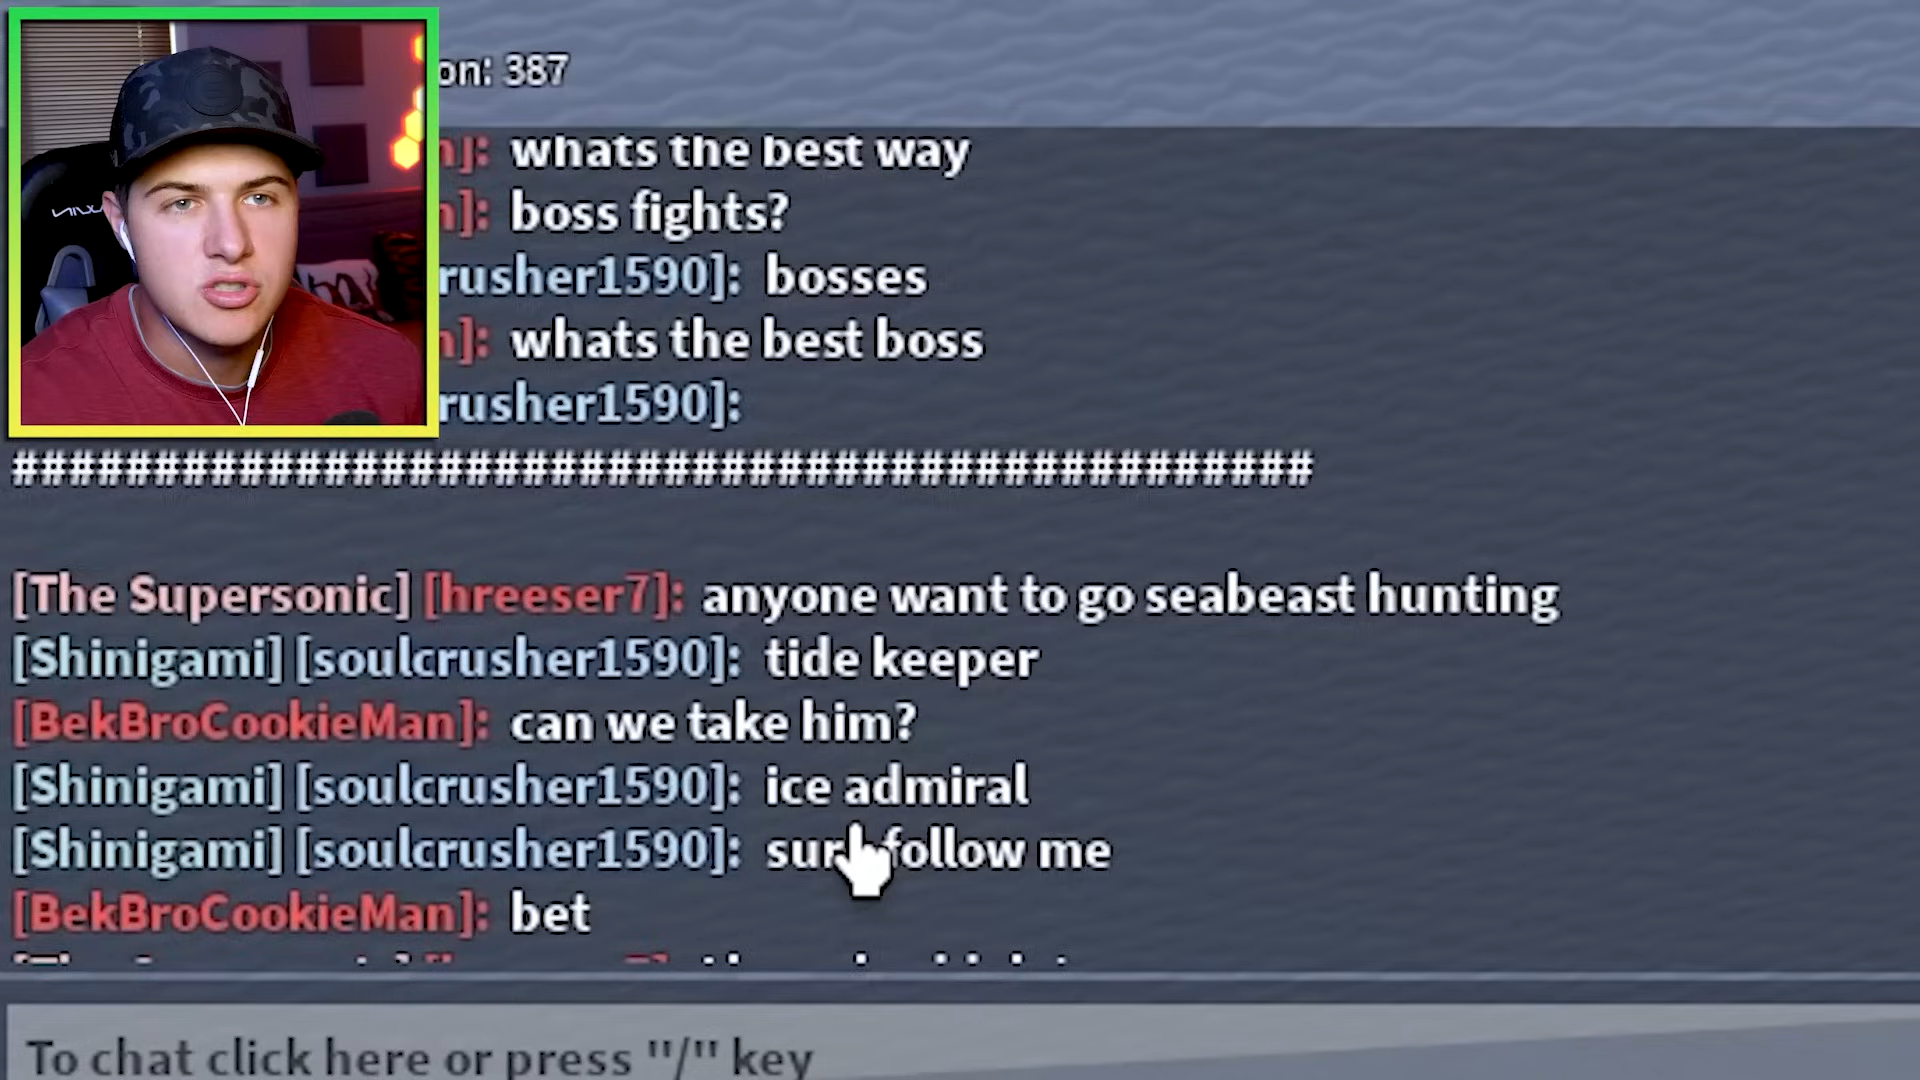 on: 387
]: whats the best way
]: boss fights?
rusher1590]: bosses
]: whats the best boss
rusher1590]:
##############################################
[The Supersonic] [hreeser7]: anyone want to go seabeast hunting
[Shinigami] [soulcrusher1590]: tide keeper
[BekBroCookieMan]: can we take him?
[Shinigami] [soulcrusher1590]: ice admiral
[Shinigami] [soulcrusher1590]: follow me
[BekBroCookieMan]: bet
To chat click here or press "/" key